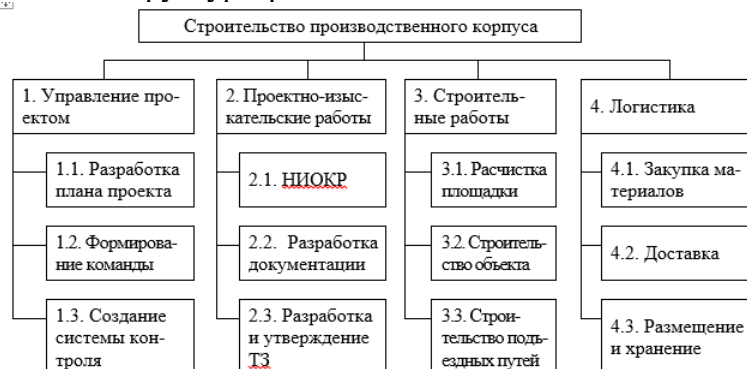 Строительство производственного корпуса
1. Управление про-
ектом
2. Проектно-изыс-
кательские работы
3. Строитель-
ные работы
4. Логистика
1.1. Разработка
плана проекта
2.1. НИОКР
3.1. Расчистка
площадки
4.1. Закупка ма-
териалов
1.2. Формирова-
ние команды
2.2. Разработка
документации
3.2. Строитель-
ство объекта
4.2. Доставка
1.3. Создание
системы кон-
троля
2.3. Разработка
и утверждение
ТЗ
3.3. Строи-
тельство подъ-
ездных путей
4.3. Размещение
и хранение